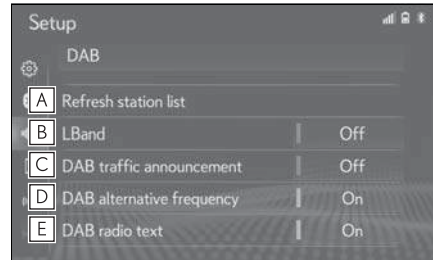 Setup
DAB
A Refresh station list
B LBand Off
C DAB traffic announcement Off
D DAB alternative frequency On
E DAB radio text On